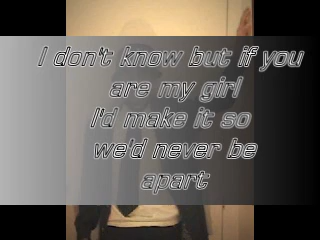 I don't know but if you
are my girl
I'd make it so
we'd never be
apart